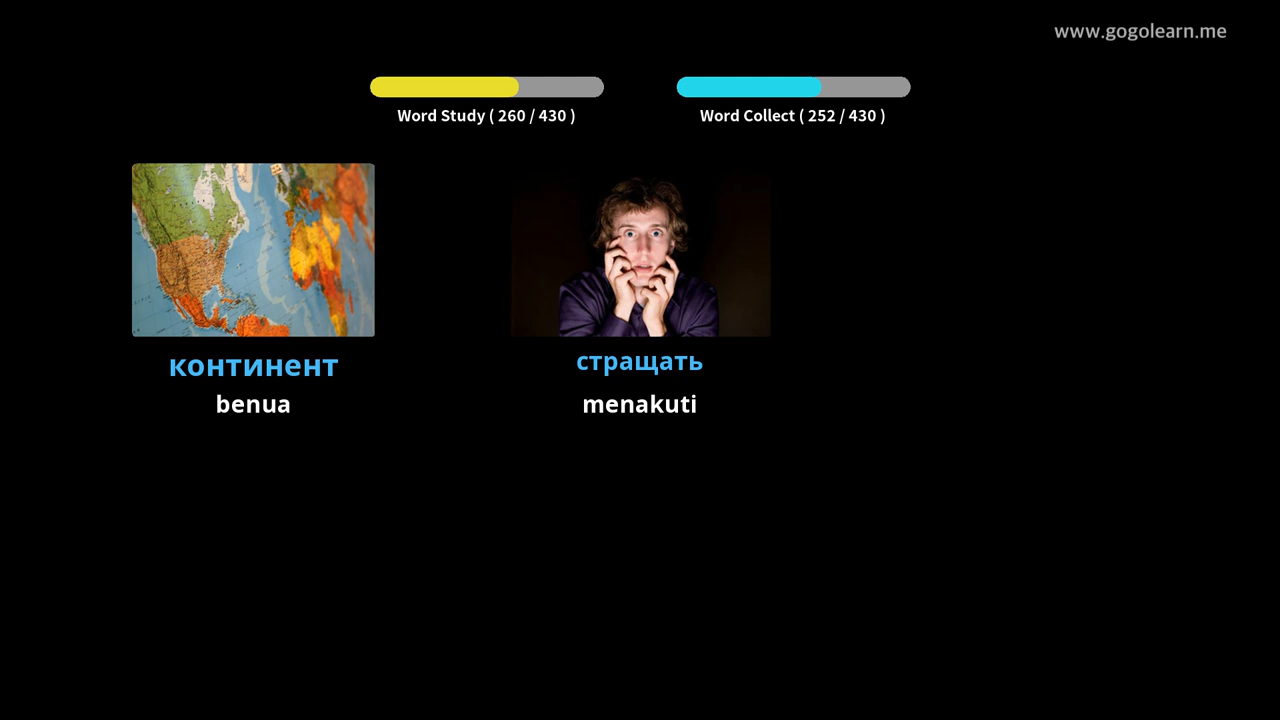 www.gogolearn.me
Word Study ( 260 / 430 )
Word Collect ( 252 / 430 )
континент
benua
стращать
menakuti